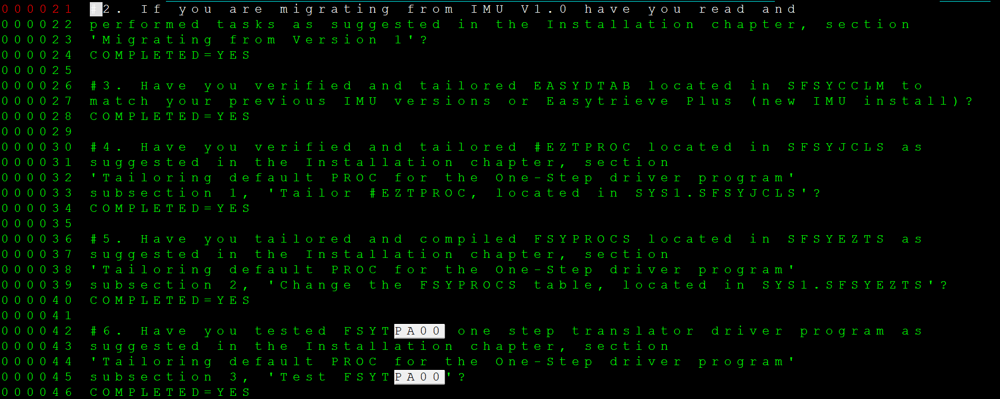 000021 #2. If you are migrating from IMU V1.0 have you read and
000022 performed tasks as suggested in the Installation chapter, section
000023 'Migrating from Version 1'?
000024 COMPLETED=YES
000025
000026 #3. Have you verified and tailored EASYDTAB located in SFSYCCLM to
000027 match your previous IMU versions or Easytrieve Plus (new IMU install)?
000028 COMPLETED=YES
000029
000030 #4. Have you verified and tailored #EZTPROC located in SFSYJCLS as
000031 suggested in the Installation chapter, section
000032 'Tailoring default PROC for the One-Step driver program'
000033 subsection 1, 'Tailor #EZTPROC, located in SYS1.SFSYJCLS'?
000034 COMPLETED=YES
000035
000036 #5. Have you tailored and compiled FSYPROCS located in SFSYEZTS as
000037 suggested in the Installation chapter, section
000038 'Tailoring default PROC for the One-Step driver program'
000039 subsection 2, 'Change the FSYPROCS table, located in SYS1.SFSYEZTS'?
000040 COMPLETED=YES
000041
000042 #6. Have you tested FSYTPA00 one step translator driver program as
000043 suggested in the Installation chapter, section
000044 'Tailoring default PROC for the One-Step driver program'
000045 subsection 3, 'Test FSYTPA00'?
000046 COMPLETED=YES